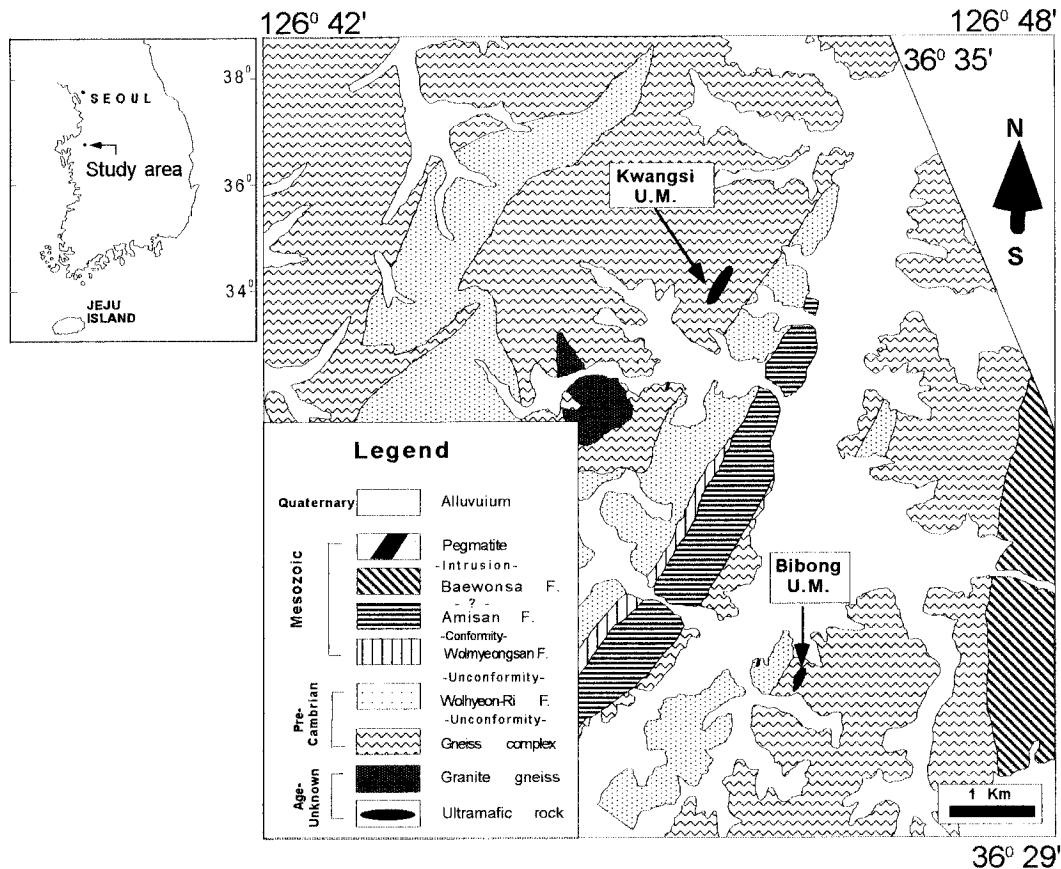 126° 42'
126° 48'
36° 35'
38°
SEOUL
Study area
36°
34°
JEJU
ISLAND
N
S
Kwangsi
U.M.
Bibong
U.M.
Legend
Quaternary
Alluvuium
Mesozoic
Pegmatite
-Intrusion-
Baewonsa F.
- ? -
Amisan F.
-Conformity-
Wolmyeongsan F.
-Unconformity-
Pre-
Cambrian
Wolhyeon-Ri F.
-Unconformity-
Gneiss complex
Age-
Unknown
Granite gneiss
Ultramafic rock
1 Km
36° 29'